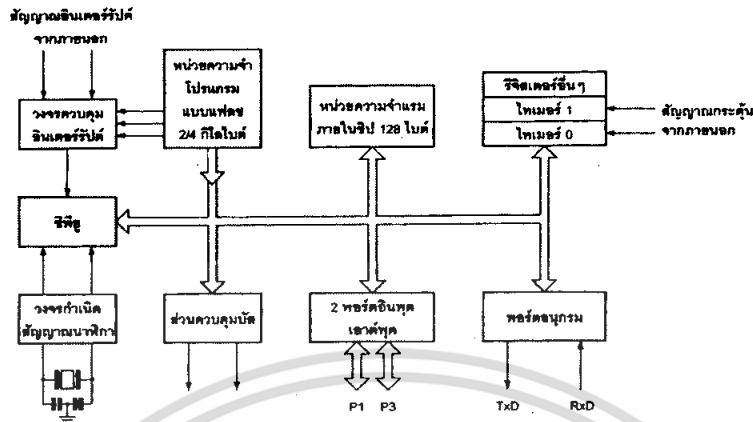 สัญญาณอินเตอร์รัปต์
จากภายนอก
หน่วยความจำ
โปรแกรม
แบบแฟลช
2/4 กิโลไบต์
วงจรควบคุม
อินเตอร์รัปต์
หน่วยความจำแรม
ภายในชิป 128 ไบต์
รีจิสเตอร์อื่นๆ
ไทเมอร์ 1
ไทเมอร์ 0
สัญญาณกระตุ้น
จากภายนอก
ซีพียู
วงจรกำเนิด
สัญญาณนาฬิกา
ส่วนควบคุมบัส
2 พอร์ตอินพุต
เอาต์พุต
พอร์ตอนุกรม
P1 P3
TxD RxD